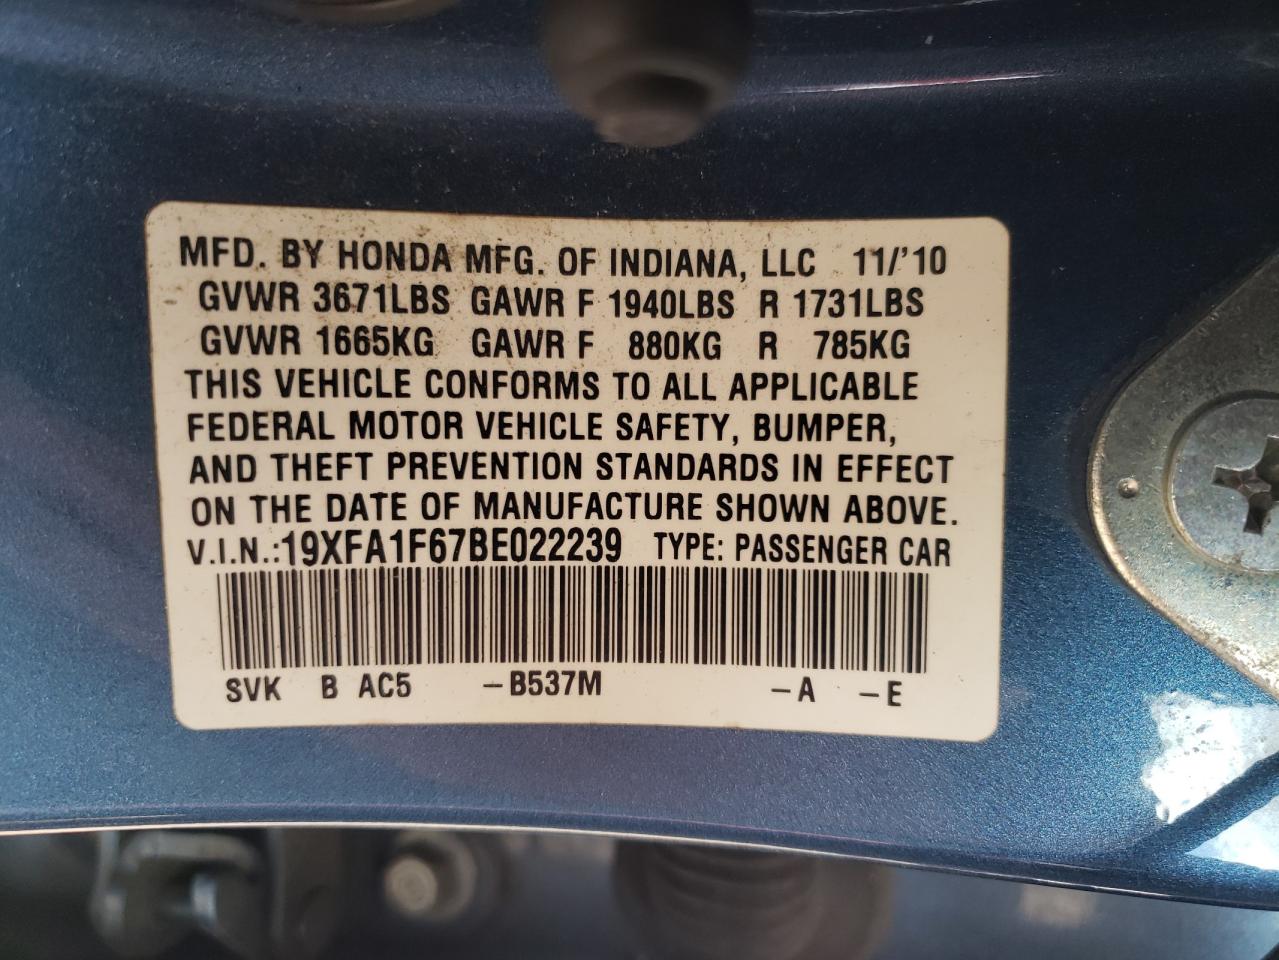 MFD. BY HONDA MFG. OF INDIANA, LLC 11/'10
GVWR 3671LBS GAWR F 1940LBS R 1731LBS
GVWR 1665KG GAWR F 880KG R 785KG
THIS VEHICLE CONFORMS TO ALL APPLICABLE
FEDERAL MOTOR VEHICLE SAFETY, BUMPER,
AND THEFT PREVENTION STANDARDS IN EFFECT
ON THE DATE OF MANUFACTURE SHOWN ABOVE.
V.I.N.:19XFA1F67BE022239 TYPE: PASSENGER CAR
SVK B AC5 -B537M -A -E